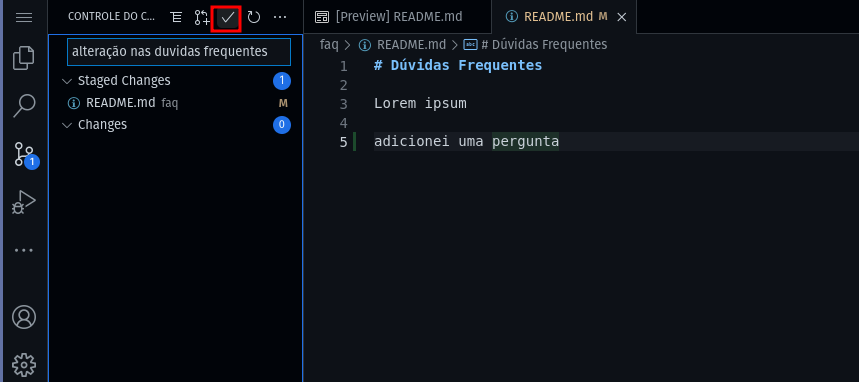 CONTROLE DO C...
alteração nas duvidas frequentes
Staged Changes 1
README.md faq M
Changes 0
1
[Preview] README.md
README.md M
faq > README.md > # Dúvidas Frequentes
1 # Dúvidas Frequentes
2
3 Lorem ipsum
4
5 adicionei uma pergunta